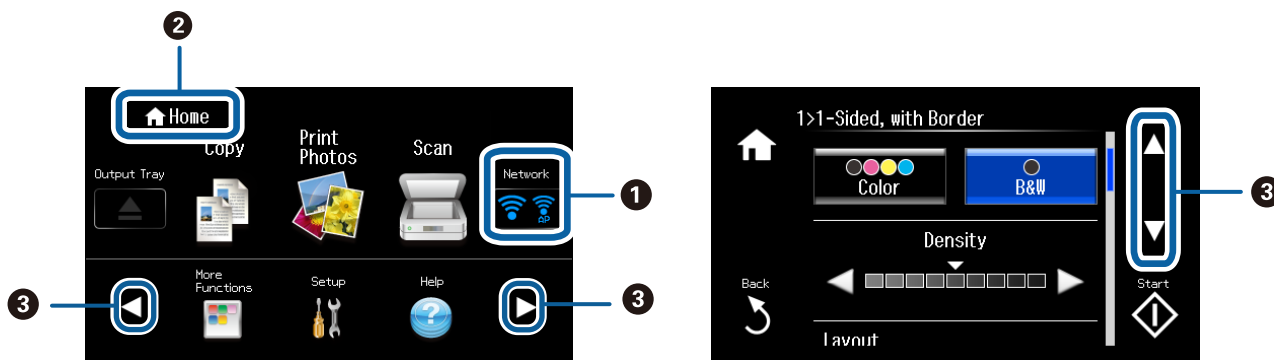 2
Home
Copy
Print
Photos
Scan
Output Tray
Network
AP
1
More
Functions
Setup
Help
3
3
1>1-Sided, with Border
Color
B&W
3
Density
Back
Start
Layout